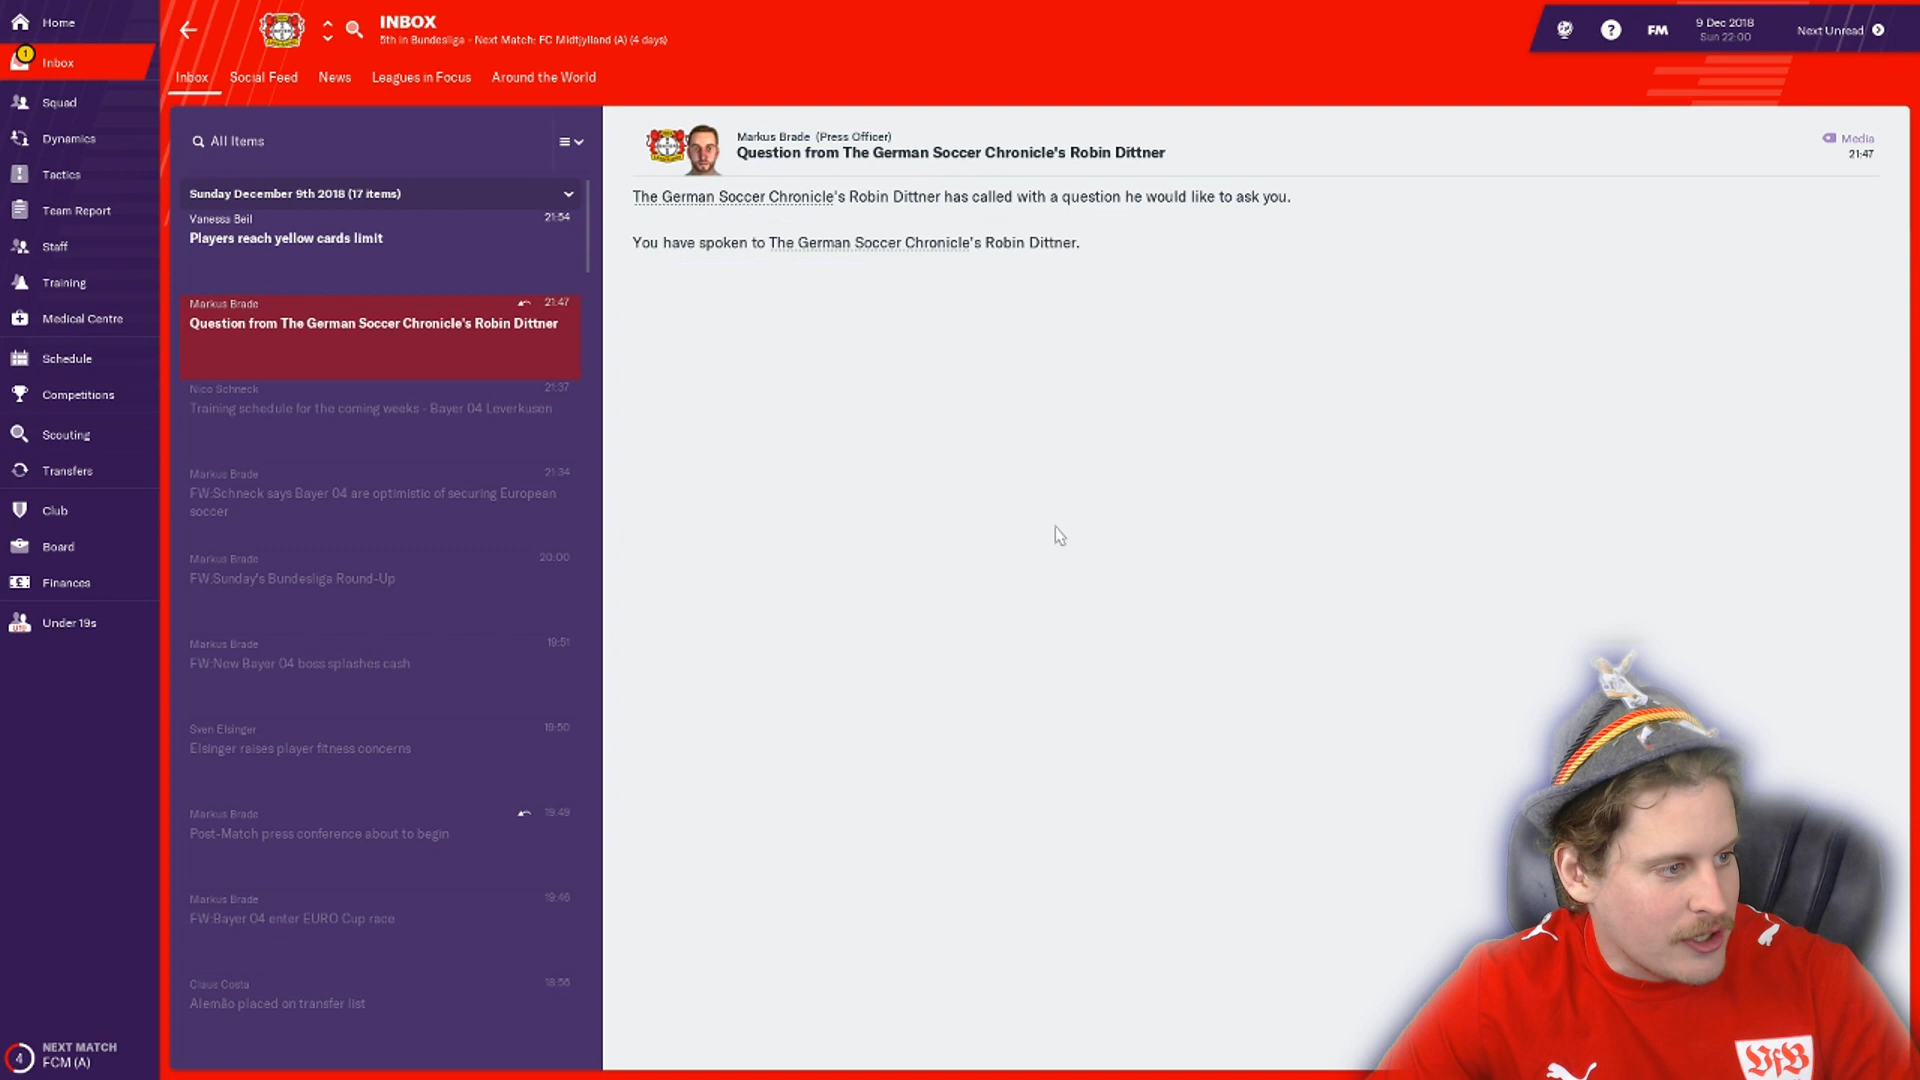 Home
1
Inbox
Squad
Dynamics
Tactics
Team Report
Staff
Training
Medical Centre
Schedule
Competitions
Scouting
Transfers
Club
Board
Finances
Under 19s
4
NEXT MATCH
FCM (A)
INBOX
5th in Bundesliga - Next Match: FC Midtjylland (A) (4 days)
Inbox Social Feed News Leagues in Focus Around the World
? FM
9 Dec 2018
Sun 22:00
Next Unread
All Items
Sunday December 9th 2018 (17 items)
Vanessa Beil 21:54
Players reach yellow cards limit
Markus Brade 21:47
Question from The German Soccer Chronicle's Robin Dittner
Nico Schneck 21:37
Training schedule for the coming weeks - Bayer 04 Leverkusen
Markus Brade 21:34
FW:Schneck says Bayer 04 are optimistic of securing European
soccer
Markus Brade 20:00
FW:Sunday's Bundesliga Round-Up
Markus Brade 19:51
FW:New Bayer 04 boss splashes cash
Sven Elsinger 19:50
Elsinger raises player fitness concerns
Markus Brade 19:49
Post-Match press conference about to begin
Markus Brade 19:46
FW:Bayer 04 enter EURO Cup race
Claus Costa 18:56
Alemão placed on transfer list
Markus Brade (Press Officer)
Question from The German Soccer Chronicle's Robin Dittner
Media
21:47
The German Soccer Chronicle's Robin Dittner has called with a question he would like to ask you.
You have spoken to The German Soccer Chronicle's Robin Dittner.
VfB